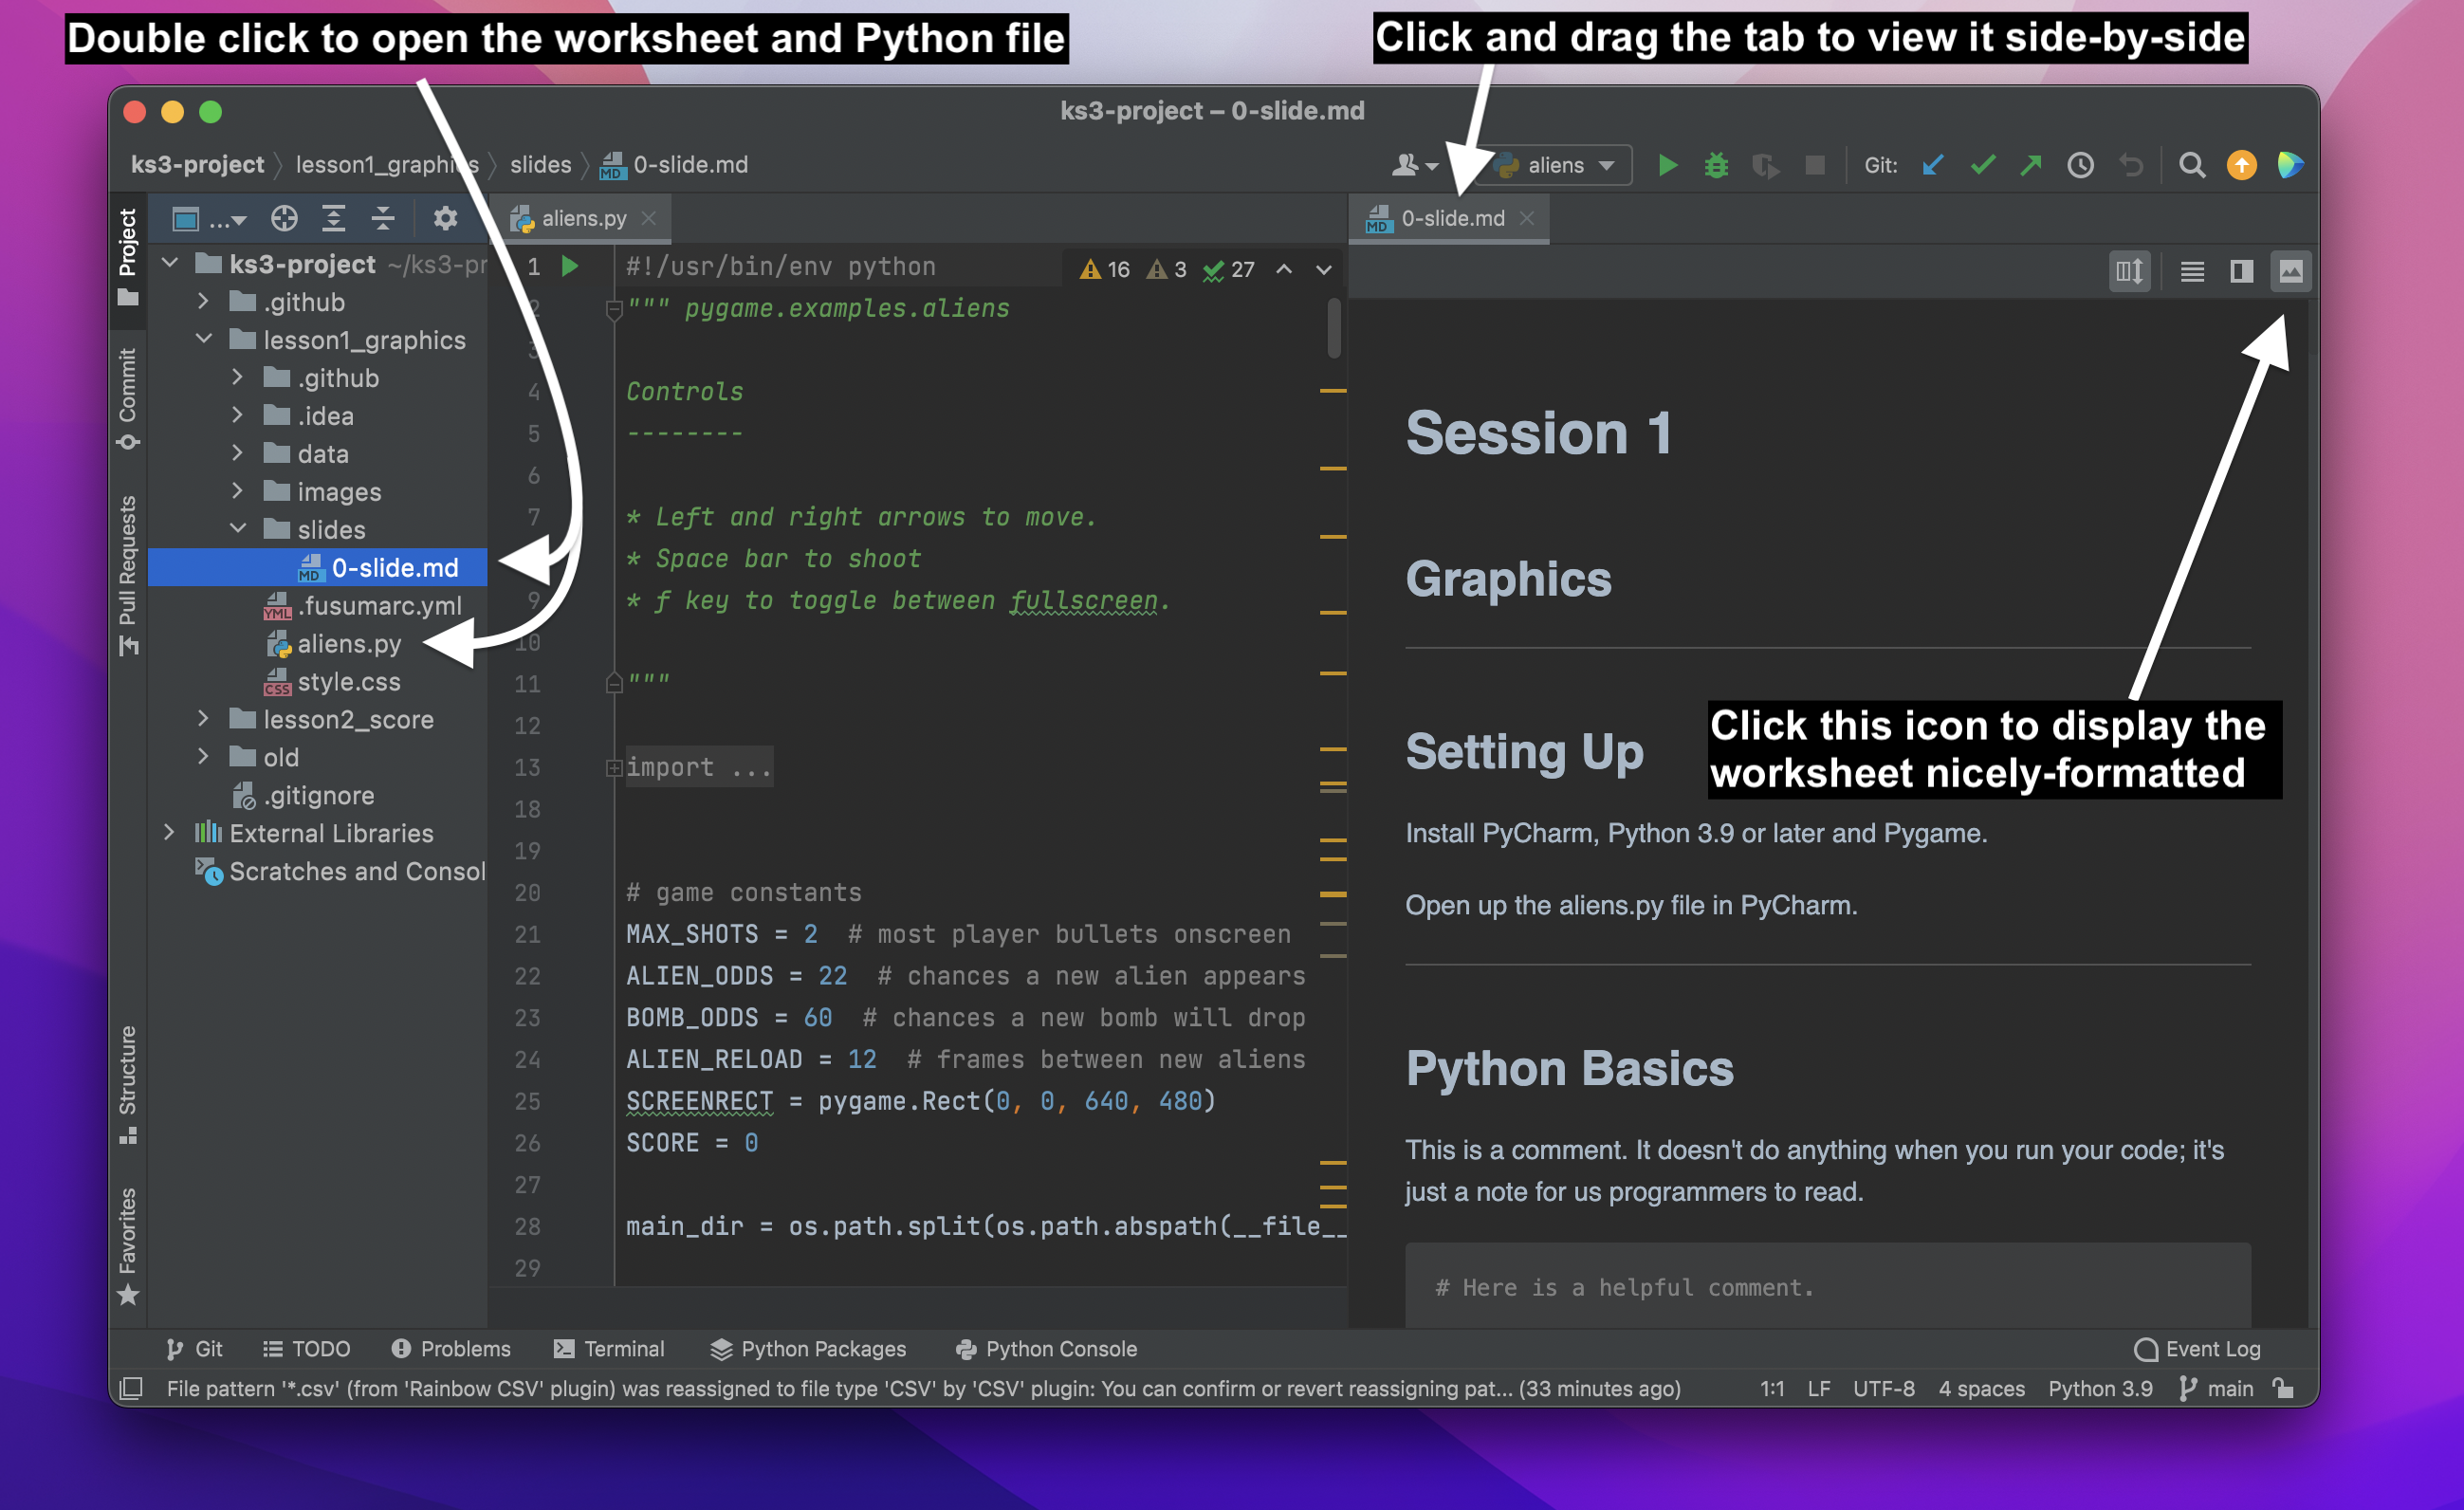 Double click to open the worksheet and Python file
Click and drag the tab to view it side-by-side
ks3-project – 0-slide.md
ks3-project
lesson1_graphics
slides
MD
0-slide.md
aliens
Git:
Project
Commit
Pull Requests
Structure
Favorites
...
ks3-project ~/ks3-pr
.github
lesson1_graphics
.github
.idea
data
images
slides
MD 0-slide.md
YML .fusumarc.yml
aliens.py
CSS style.css
lesson2_score
old
.gitignore
External Libraries
Scratches and Consol
aliens.py
16 3 27
1 #!/usr/bin/env python
2 """ pygame.examples.aliens
3
4 Controls
5 --------
6
7 * Left and right arrows to move.
8 * Space bar to shoot
9 * f key to toggle between fullscreen.
10
11 """
12
13 import ...
18
19
20 # game constants
21 MAX_SHOTS = 2  # most player bullets onscreen
22 ALIEN_ODDS = 22  # chances a new alien appears
23 BOMB_ODDS = 60  # chances a new bomb will drop
24 ALIEN_RELOAD = 12  # frames between new aliens
25 SCREENRECT = pygame.Rect(0, 0, 640, 480)
26 SCORE = 0
27
28 main_dir = os.path.split(os.path.abspath(__file__
29
MD 0-slide.md
Session 1
Graphics
Setting Up
Click this icon to display the
worksheet nicely-formatted
Install PyCharm, Python 3.9 or later and Pygame.
Open up the aliens.py file in PyCharm.
Python Basics
This is a comment. It doesn't do anything when you run your code; it's
just a note for us programmers to read.
# Here is a helpful comment.
Git
TODO
Problems
Terminal
Python Packages
Python Console
Event Log
File pattern '*.csv' (from 'Rainbow CSV' plugin) was reassigned to file type 'CSV' by 'CSV' plugin: You can confirm or revert reassigning pat... (33 minutes ago)
1:1 LF UTF-8 4 spaces Python 3.9 main